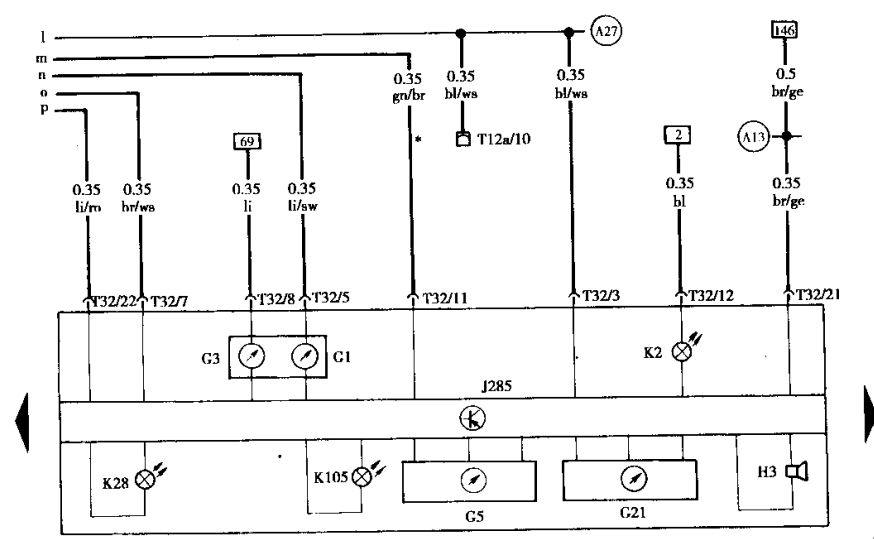 l
A27
146
m
n
o
p
0.35
gn/br
0.35
bl/ws
0.35
bl/ws
0.5
br/ge
*
T12a/10
69
2
A13
0.35
li/ro
0.35
br/ws
0.35
li
0.35
li/sw
0.35
bl
0.35
br/ge
T32/22
T32/7
T32/8
T32/5
T32/11
T32/3
T32/12
T32/21
G3
G1
K2
J285
K28
K105
G5
G21
H3